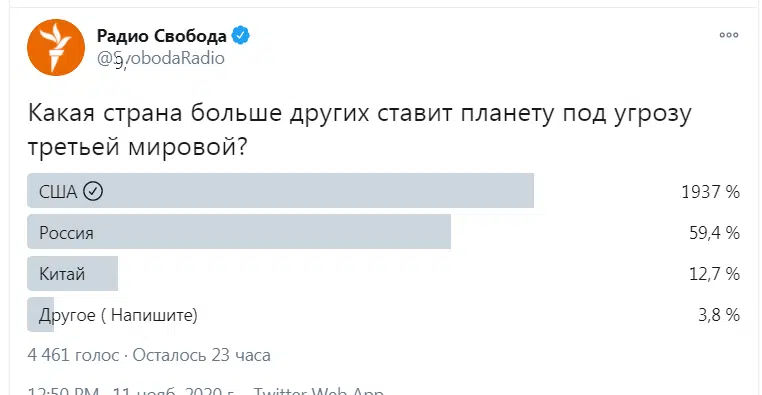 Радио Свобода
@SvobodaRadio
Какая страна больше других ставит планету под угрозу
третьей мировой?
США 1937 %
Россия 59,4 %
Китай 12,7 %
Другое ( Напишите) 3,8 %
4 461 голос · Осталось 23 часа
12:50 PM · 11 нояб. 2020 г. · Twitter Web App